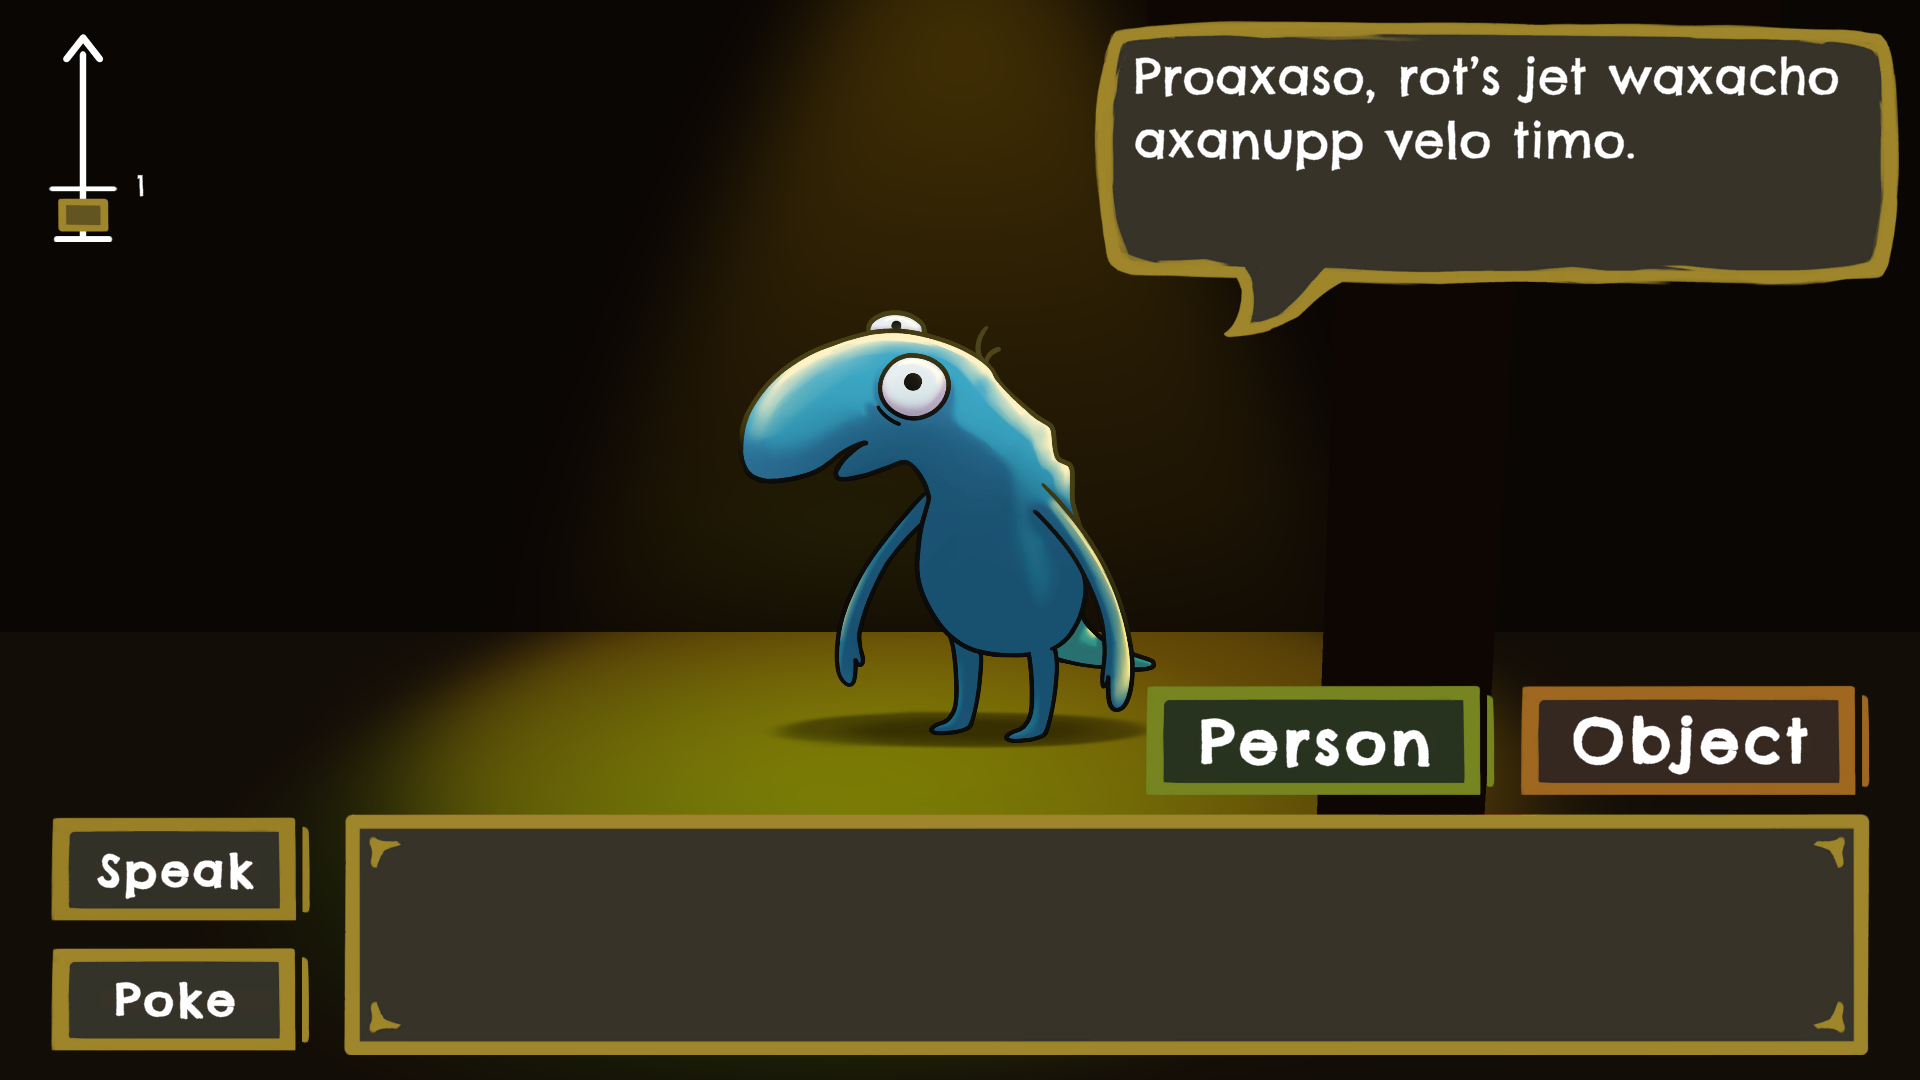 1
Proaxaso, rot's jet waxacho
axanupp velo timo.
Person
Object
Speak
Poke